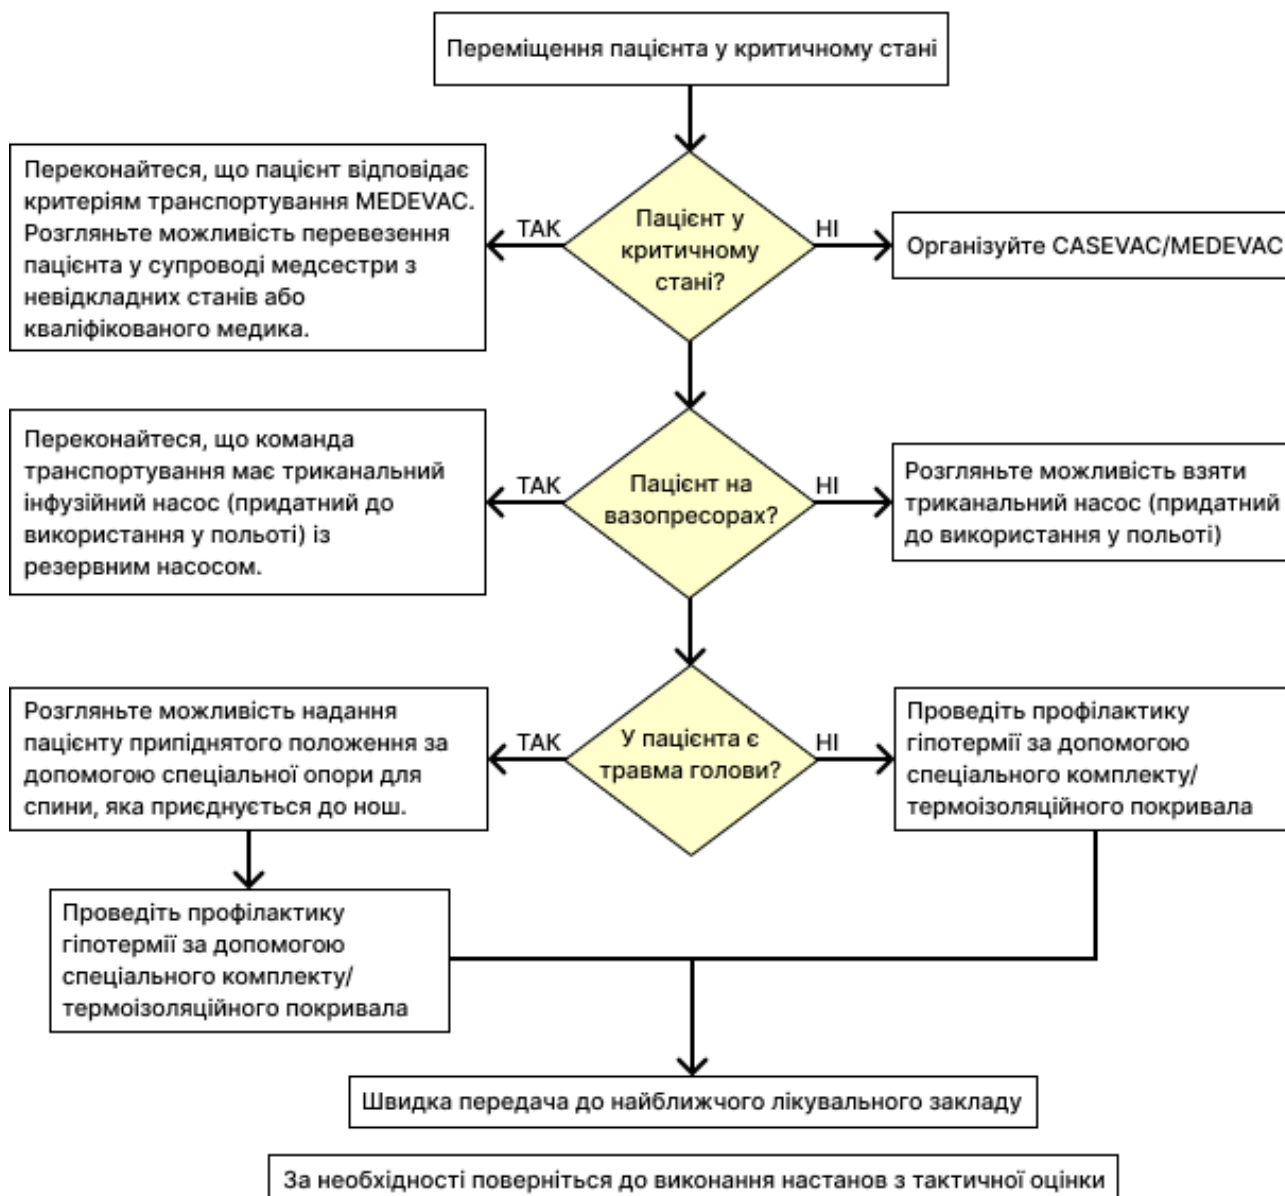 Переміщення пацієнта у критичному стані
Переконайтеся, що пацієнт відповідає
критеріям транспортування MEDEVAC.
Розгляньте можливість перевезення
пацієнта у супроводі медсестри з
невідкладних станів або
кваліфікованого медика.
ТАК
Пацієнт у
критичному
стані?
НІ
Організуйте CASEVAC/MEDEVAC
Переконайтеся, що команда
транспортування має триканальний
інфузійний насос (придатний до
використання у польоті) із
резервним насосом.
ТАК
Пацієнт на
вазопресорах?
НІ
Розгляньте можливість взяти
триканальний насос (придатний
до використання у польоті)
Розгляньте можливість надання
пацієнту припіднятого положення за
допомогою спеціальної опори для
спини, яка приєднується до нош.
ТАК
У пацієнта є
травма голови?
НІ
Проведіть профілактику
гіпотермії за допомогою
спеціального комплекту/
термоізоляційного покривала
Проведіть профілактику
гіпотермії за допомогою
спеціального комплекту/
термоізоляційного покривала
Швидка передача до найближчого лікувального закладу
За необхідності поверніться до виконання настанов з тактичної оцінки